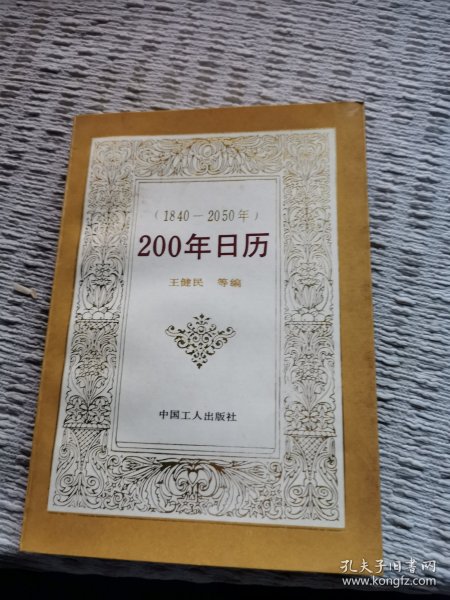 （1840－2050年）
200年日历
王健民 等编
中国工人出版社
孔夫子旧书网
www.kongfz.com